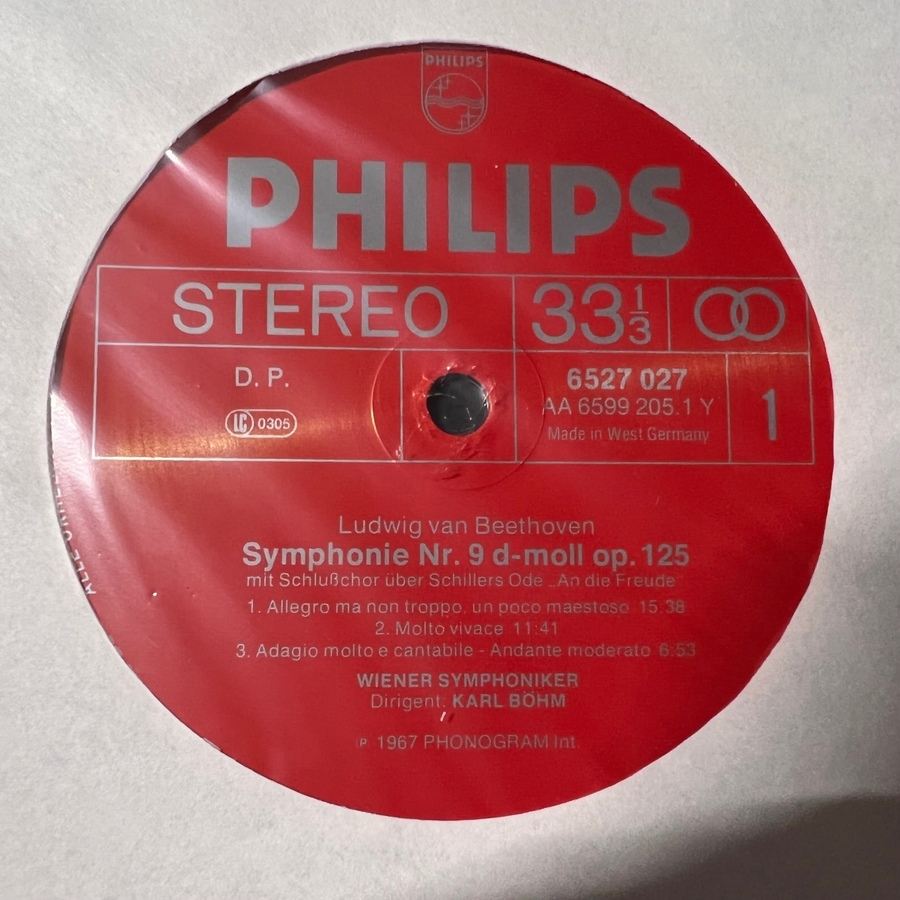 PHILIPS
PHILIPS
STEREO
33 1/3
D. P.
LC 0305
6527 027
AA 6599 205.1 Y
Made in West Germany
1
Ludwig van Beethoven
Symphonie Nr. 9 d-moll op. 125
mit Schlußchor über Schillers Ode „An die Freude“
1. Allegro ma non troppo, un poco maestoso 15:38
2. Molto vivace 11:41
3. Adagio molto e cantabile - Andante moderato 6:53
WIENER SYMPHONIKER
Dirigent: KARL BÖHM
℗ 1967 PHONOGRAM Int.
ALLE